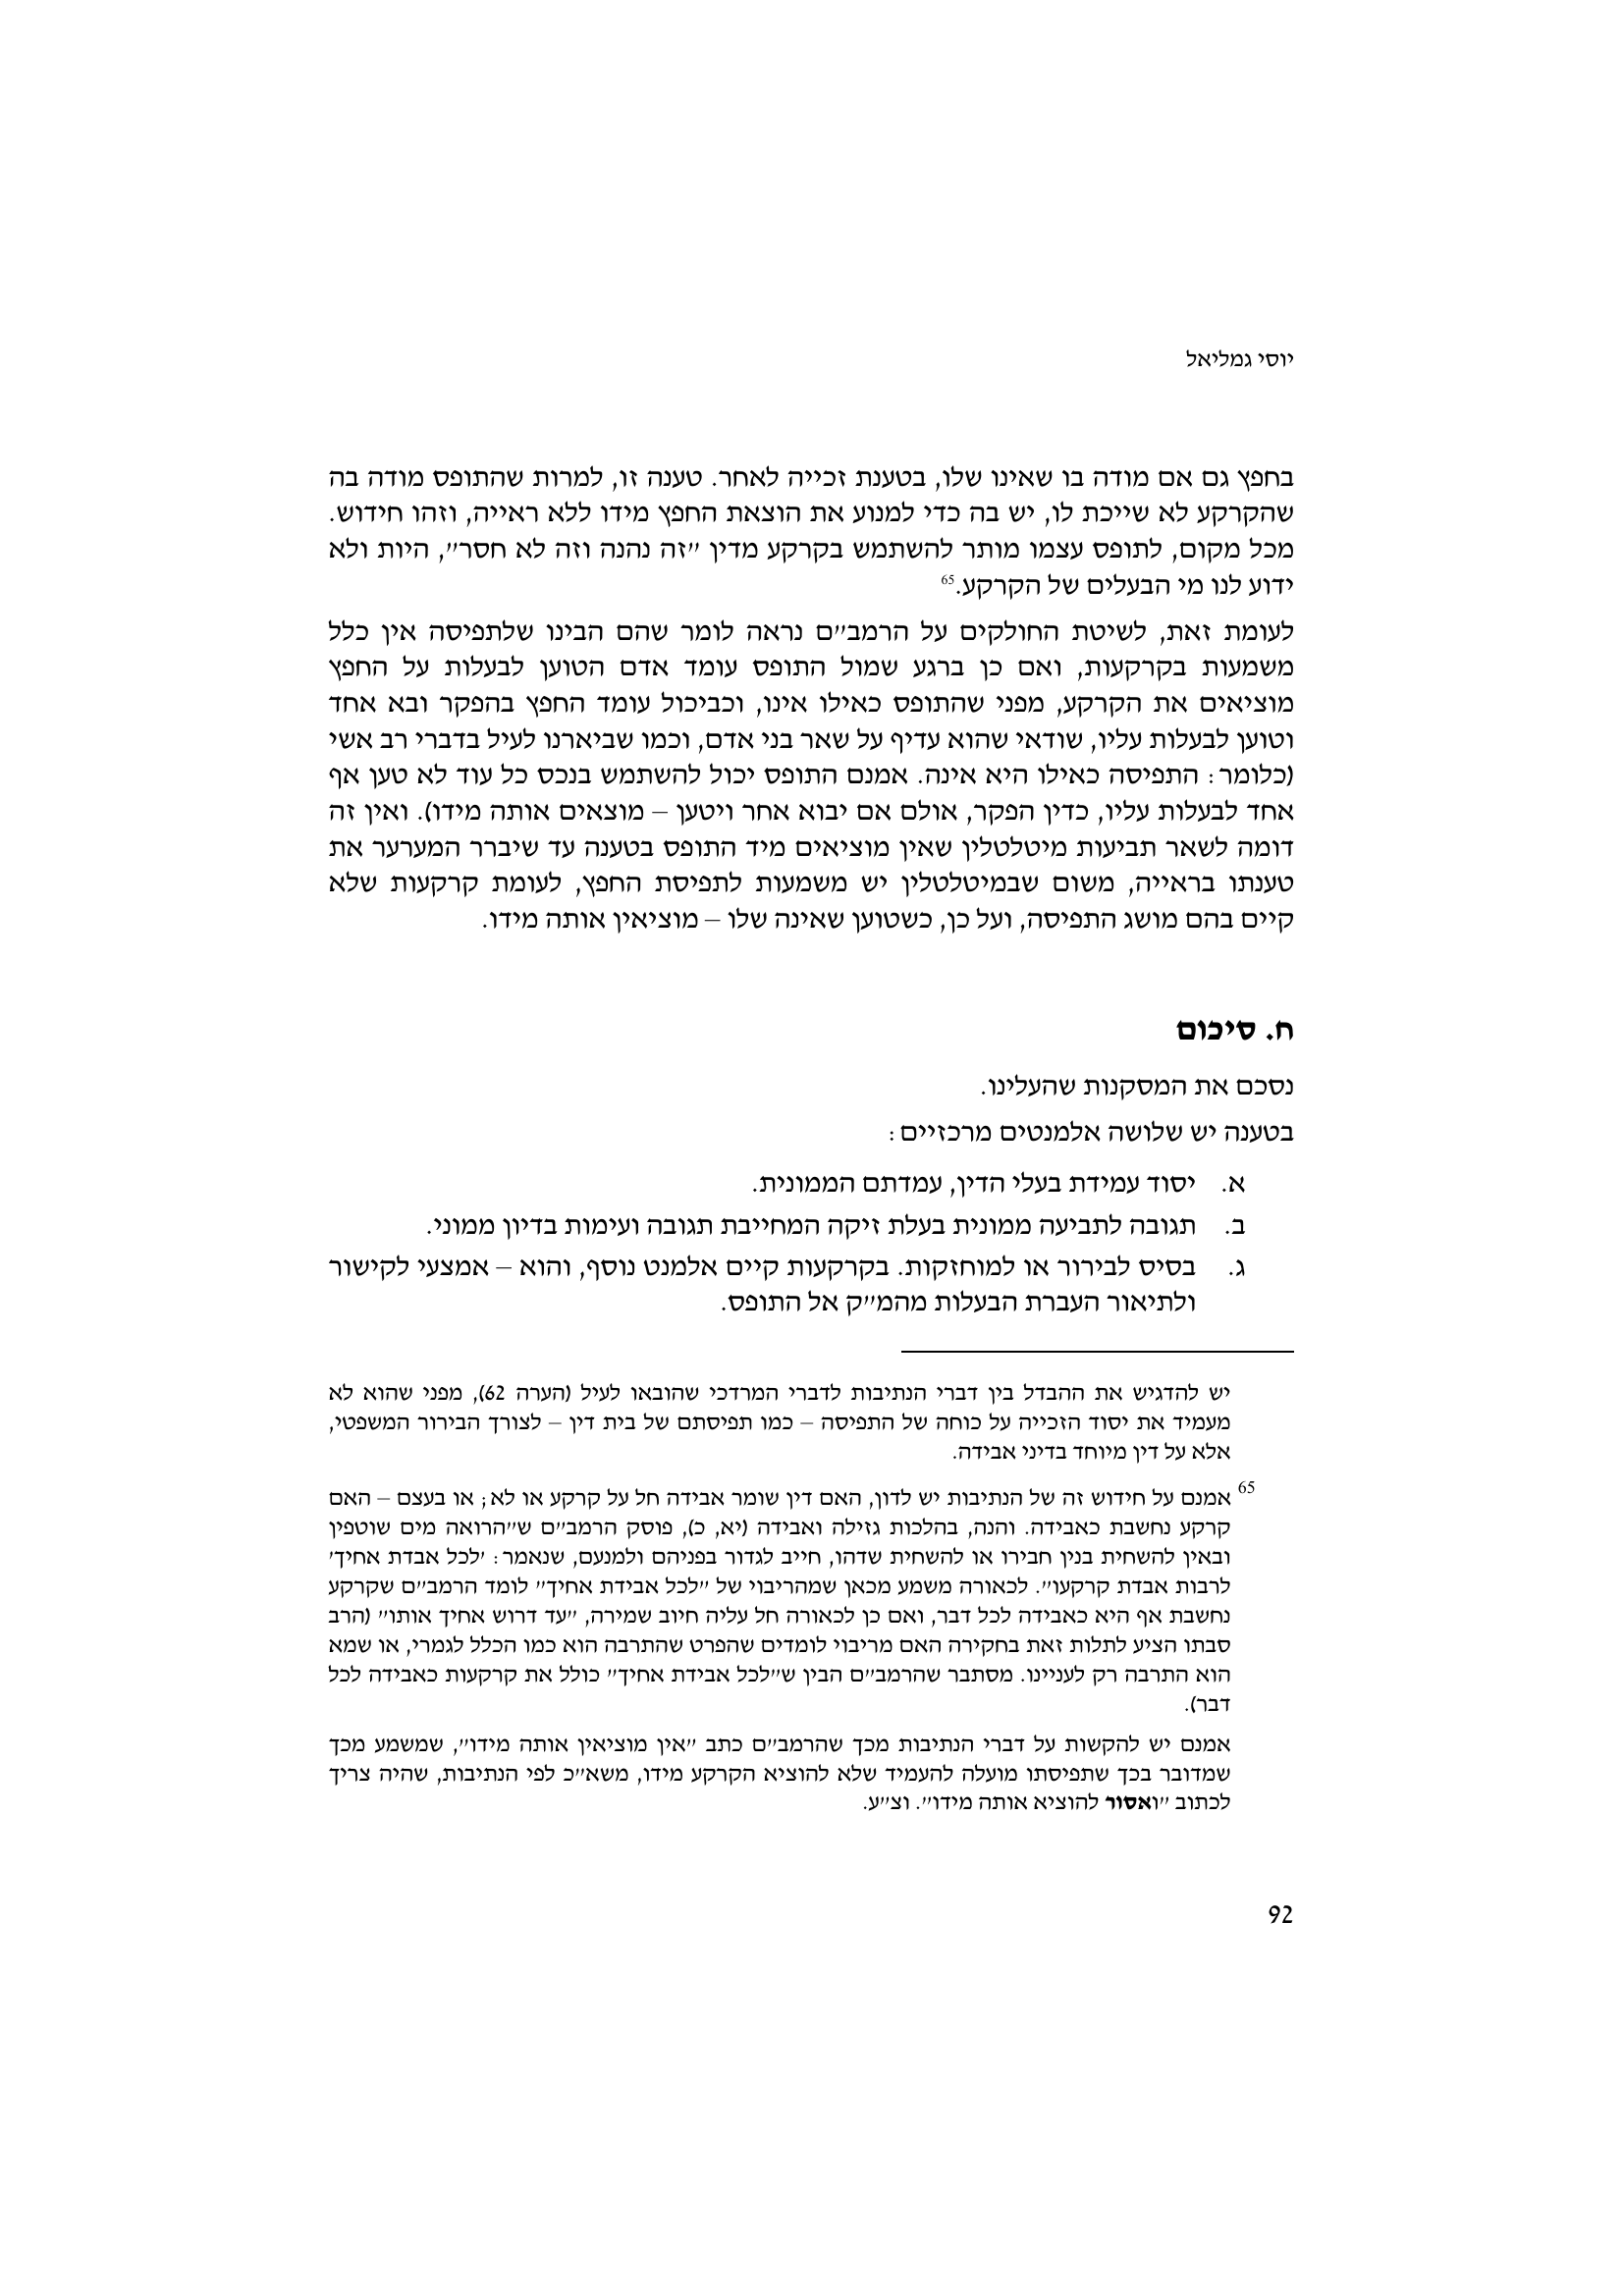 יוסי גמליאל
בחפץ גם אם מודה בו שאינו שלו, בטענת זכייה לאחר. טענה זו, למרות שהתופס מודה בה
שהקרקע לא שייכת לו, יש בה כדי למנוע את הוצאת החפץ מידו ללא ראייה, וזהו חידוש.
מכל מקום, לתופס עצמו מותר להשתמש בקרקע מדין "זה נהנה וזה לא חסר", היות ולא
ידוע לנו מי הבעלים של הקרקע.65
לעומת זאת, לשיטת החולקים על הרמב"ם נראה לומר שהם הבינו שלתפיסה אין כלל
משמעות בקרקעות, ואם כן ברגע שמול התופס עומד אדם הטוען לבעלות על החפץ
מוציאים את הקרקע, מפני שהתופס כאילו אינו, וכביכול עומד החפץ בהפקר ובא אחד
וטוען לבעלות עליו, שודאי שהוא עדיף על שאר בני אדם, וכמו שביארנו לעיל בדברי רב אשי
(כלומר: התפיסה כאילו היא אינה. אמנם התופס יכול להשתמש בנכס כל עוד לא טען אף
אחד לבעלות עליו, כדין הפקר, אולם אם יבוא אחר ויטען – מוצאים אותה מידו). ואין זה
דומה לשאר תביעות מיטלטלין שאין מוציאים מיד התופס בטענה עד שיברר המערער את
טענתו בראייה, משום שבמיטלטלין יש משמעות לתפיסת החפץ, לעומת קרקעות שלא
קיים בהם מושג התפיסה, ועל כן, כשטוען שאינה שלו – מוציאין אותה מידו.
ח. סיכום
נסכם את המסקנות שהעלינו.
בטענה יש שלושה אלמנטים מרכזיים:
א. יסוד עמידת בעלי הדין, עמדתם הממונית.
ב. תגובה לתביעה ממונית בעלת זיקה המחייבת תגובה ועימות בדיון ממוני.
ג. בסיס לבירור או למוחזקות. בקרקעות קיים אלמנט נוסף, והוא – אמצעי לקישור
ולתיאור העברת הבעלות מהמ"ק אל התופס.
יש להדגיש את ההבדל בין דברי הנתיבות לדברי המרדכי שהובאו לעיל (הערה 62), מפני שהוא לא
מעמיד את יסוד הזכייה על כוחה של התפיסה – כמו תפיסתם של בית דין – לצורך הבירור המשפטי,
אלא על דין מיוחד בדיני אבידה.
65 אמנם על חידוש זה של הנתיבות יש לדון, האם דין שומר אבידה חל על קרקע או לא; או בעצם – האם
קרקע נחשבת כאבידה. והנה, בהלכות גזילה ואבידה (יא, כ), פוסק הרמב"ם ש"הרואה מים שוטפין
ובאין להשחית בנין חבירו או להשחית שדהו, חייב לגדור בפניהם ולמנעם, שנאמר: 'לכל אבדת אחיך'
לרבות אבדת קרקעו". לכאורה משמע מכאן שמהריבוי של "לכל אבידת אחיך" לומד הרמב"ם שקרקע
נחשבת אף היא כאבידה לכל דבר, ואם כן לכאורה חל עליה חיוב שמירה, "עד דרוש אחיך אותו" (הרב
סבתו הציע לתלות זאת בחקירה האם מריבוי לומדים שהפרט שהתרבה הוא כמו הכלל לגמרי, או שמא
הוא התרבה רק לעניינו. מסתבר שהרמב"ם הבין ש"לכל אבידת אחיך" כולל את קרקעות כאבידה לכל
דבר).
אמנם יש להקשות על דברי הנתיבות מכך שהרמב"ם כתב "אין מוציאין אותה מידו", שמשמע מכך
שמדובר בכך שתפיסתו מועלה להעמיד שלא להוציא הקרקע מידו, משא"כ לפי הנתיבות, שהיה צריך
לכתוב "ואסור להוציא אותה מידו". וצ"ע.
92